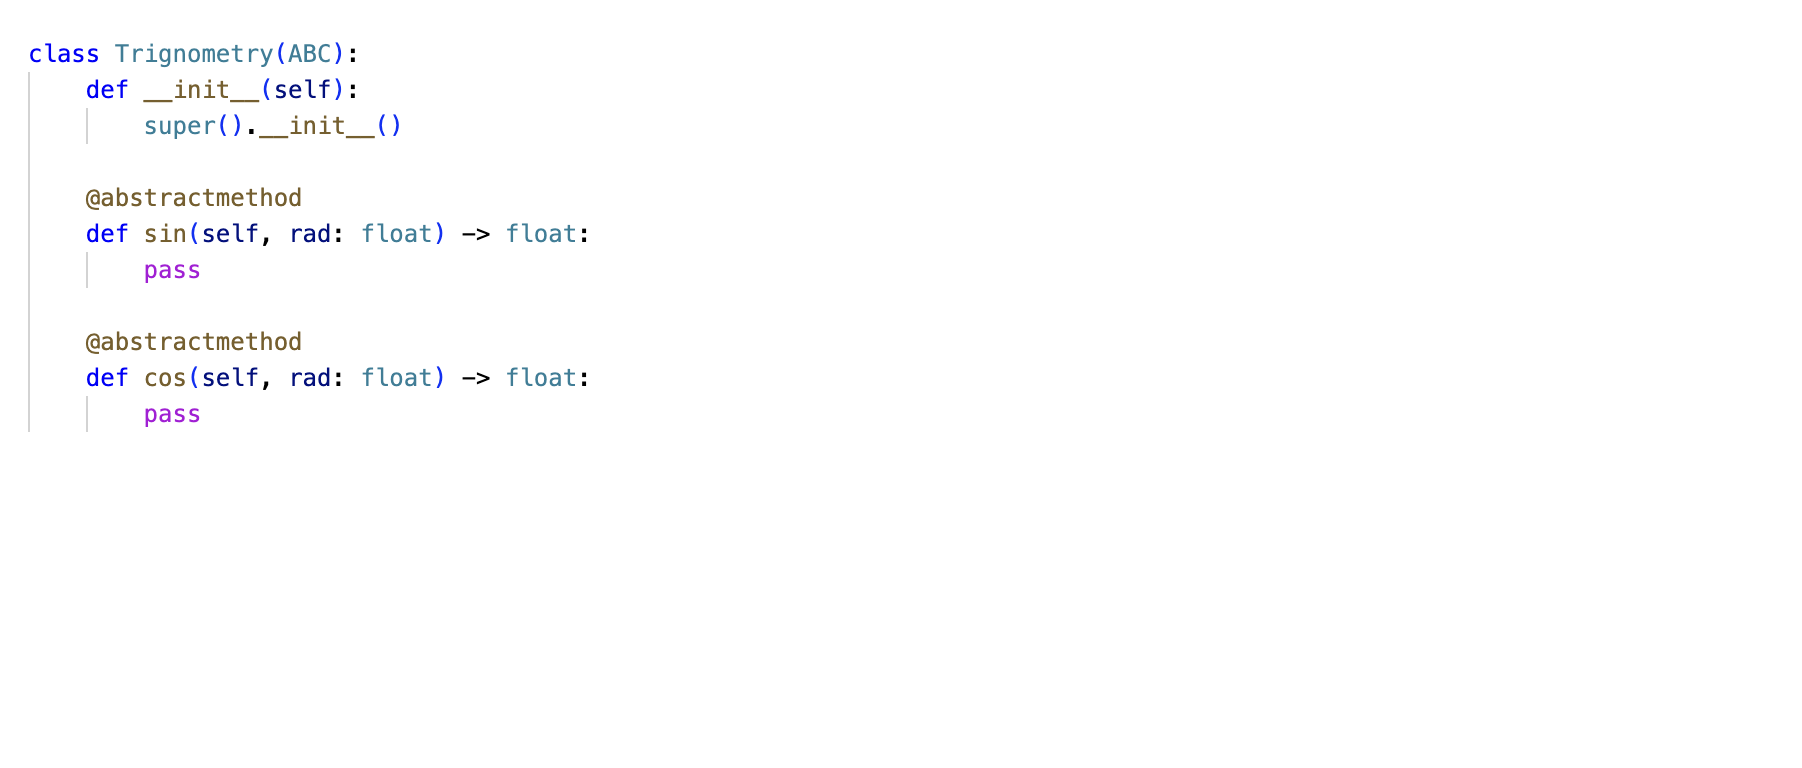 class Trignometry(ABC):
    def __init__(self):
        super().__init__()

    @abstractmethod
    def sin(self, rad: float) -> float:
        pass

    @abstractmethod
    def cos(self, rad: float) -> float:
        pass